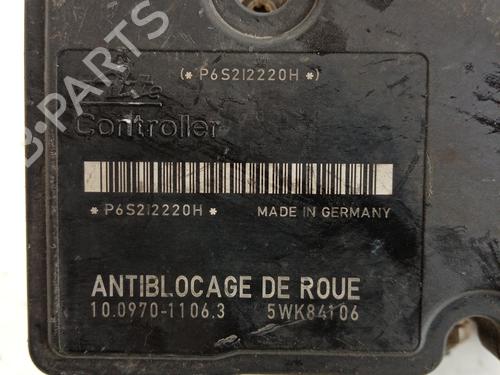 B-PARTS
(*P6S2I2220H*)
Controller
*P6S2I2220H* MADE IN GERMANY
ANTIBLOCAGE DE ROUE
10.0970-1106.3 5WK84106